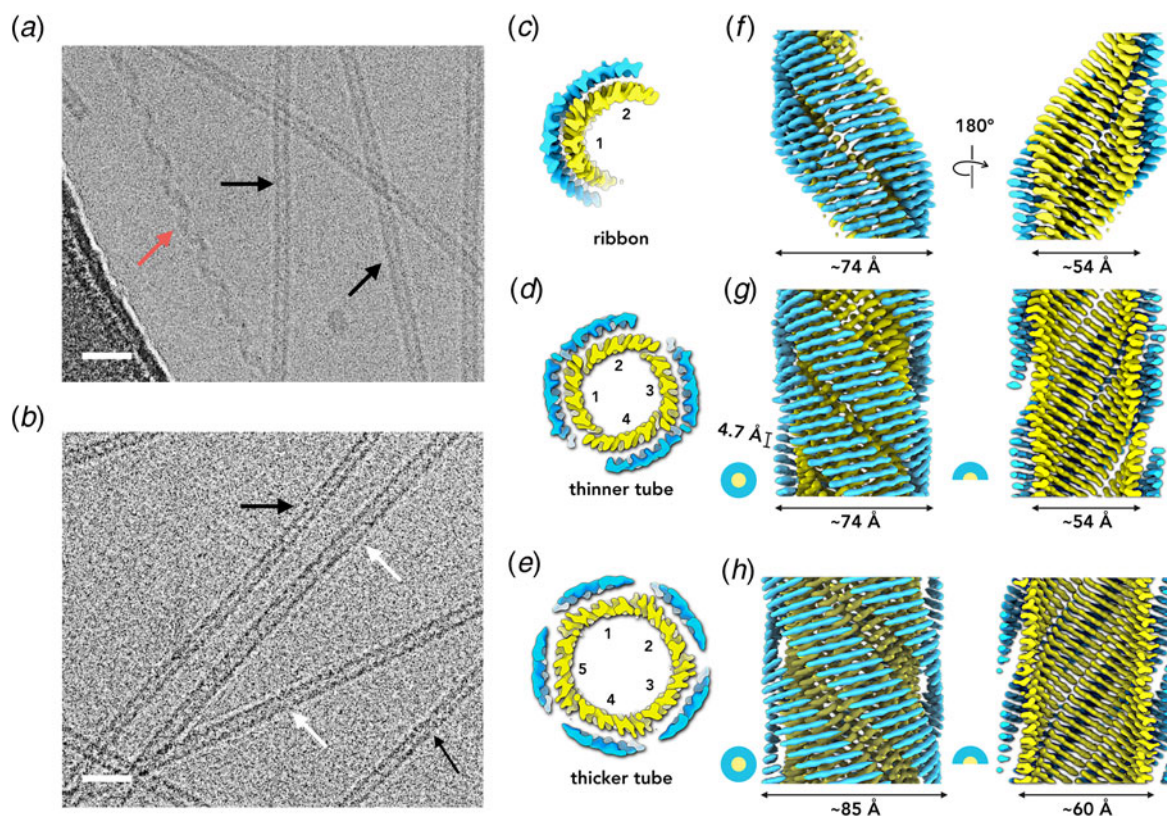 (a)
(b)
(c)
2
1
ribbon
(d)
2
1
3
4
thinner tube
(e)
1
2
5
3
4
thicker tube
(f)
180°
~74 Å
~54 Å
(g)
4.7 Å
~74 Å
~54 Å
(h)
~85 Å
~60 Å